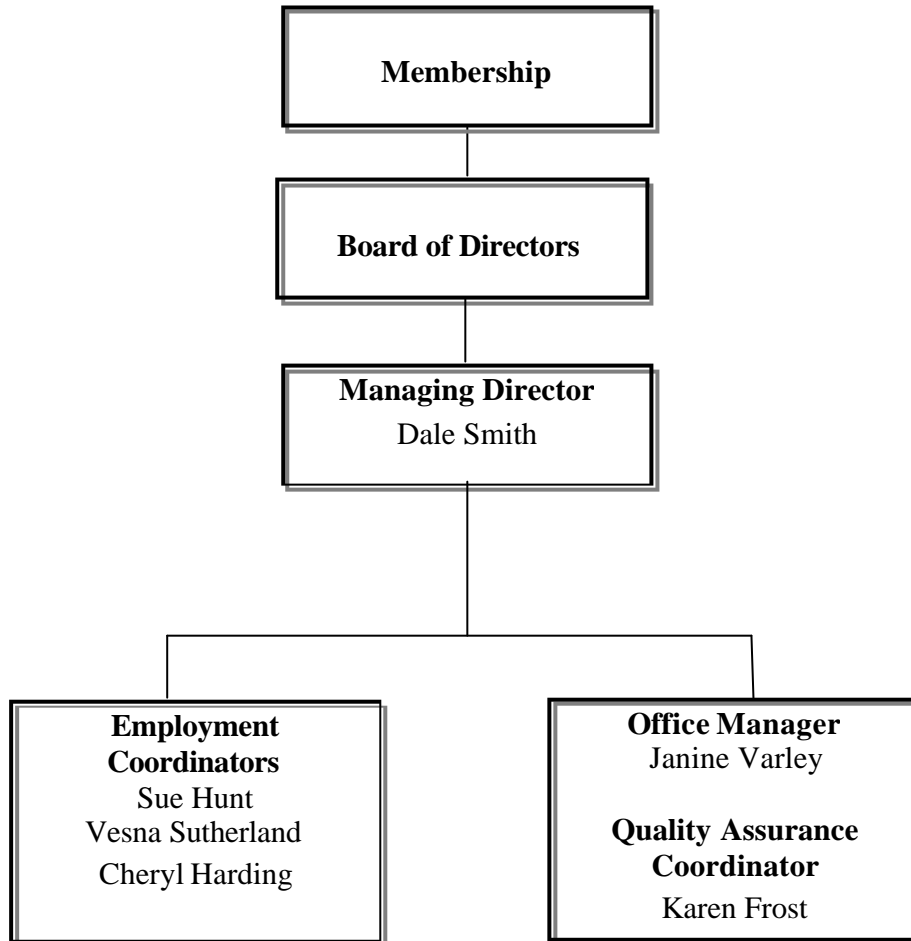 Membership
Board of Directors
Managing Director
Dale Smith
Employment
Coordinators
Sue Hunt
Vesna Sutherland
Cheryl Harding
Office Manager
Janine Varley
Quality Assurance
Coordinator
Karen Frost